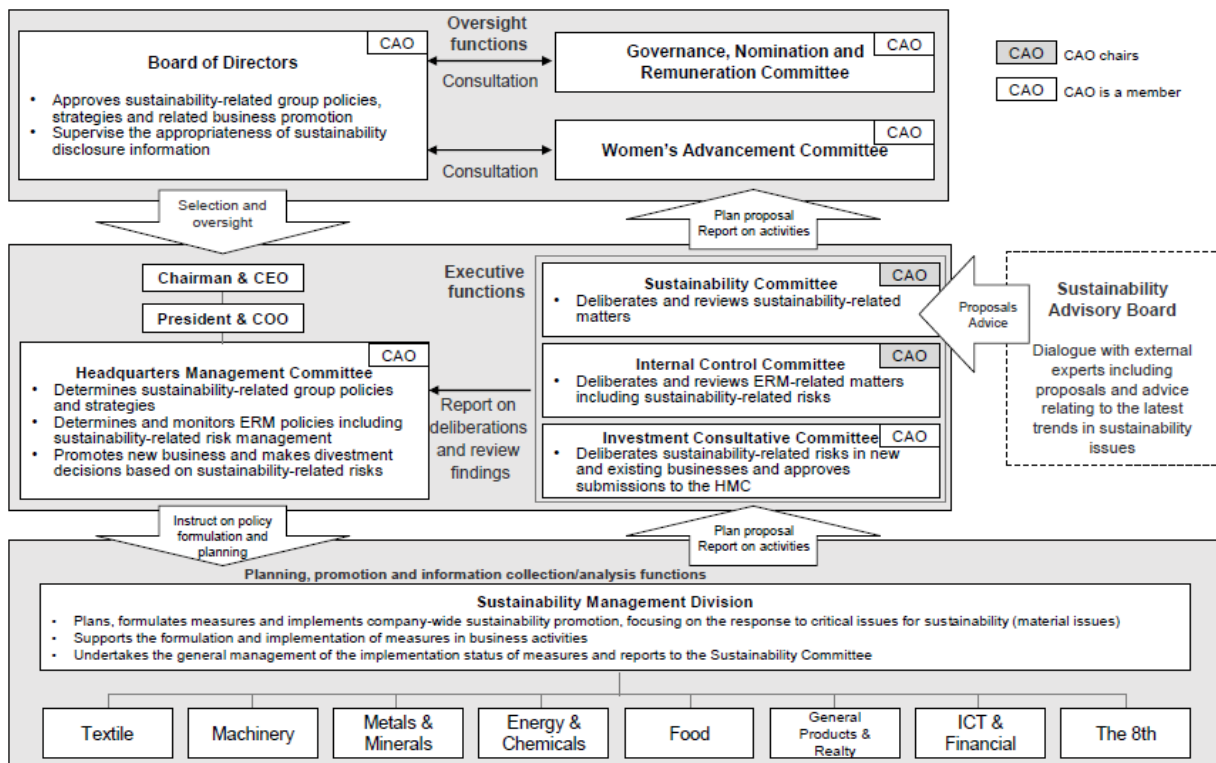 CAO
Board of Directors
• Approves sustainability-related group policies,
strategies and related business promotion
• Supervise the appropriateness of sustainability
disclosure information
Oversight
functions
Consultation
Consultation
CAO
Governance, Nomination and
Remuneration Committee
CAO
Women's Advancement Committee
CAO CAO chairs
CAO CAO is a member
Selection and
oversight
Plan proposal
Report on activities
Chairman & CEO
President & COO
CAO
Headquarters Management Committee
• Determines sustainability-related group policies
and strategies
• Determines and monitors ERM policies including
sustainability-related risk management
• Promotes new business and makes divestment
decisions based on sustainability-related risks
Executive
functions
Report on
deliberations
and review
findings
CAO
Sustainability Committee
• Deliberates and reviews sustainability-related
matters
CAO
Internal Control Committee
• Deliberates and reviews ERM-related matters
including sustainability-related risks
CAO
Investment Consultative Committee
• Deliberates sustainability-related risks in new
and existing businesses and approves
submissions to the HMC
Proposals
Advice
Sustainability
Advisory Board
Dialogue with external
experts including
proposals and advice
relating to the latest
trends in sustainability
issues
Instruct on policy
formulation and
planning
Plan proposal
Report on activities
Planning, promotion and information collection/analysis functions
Sustainability Management Division
• Plans, formulates measures and implements company-wide sustainability promotion, focusing on the response to critical issues for sustainability (material issues)
• Supports the formulation and implementation of measures in business activities
• Undertakes the general management of the implementation status of measures and reports to the Sustainability Committee
Textile
Machinery
Metals &
Minerals
Energy &
Chemicals
Food
General
Products &
Realty
ICT &
Financial
The 8th